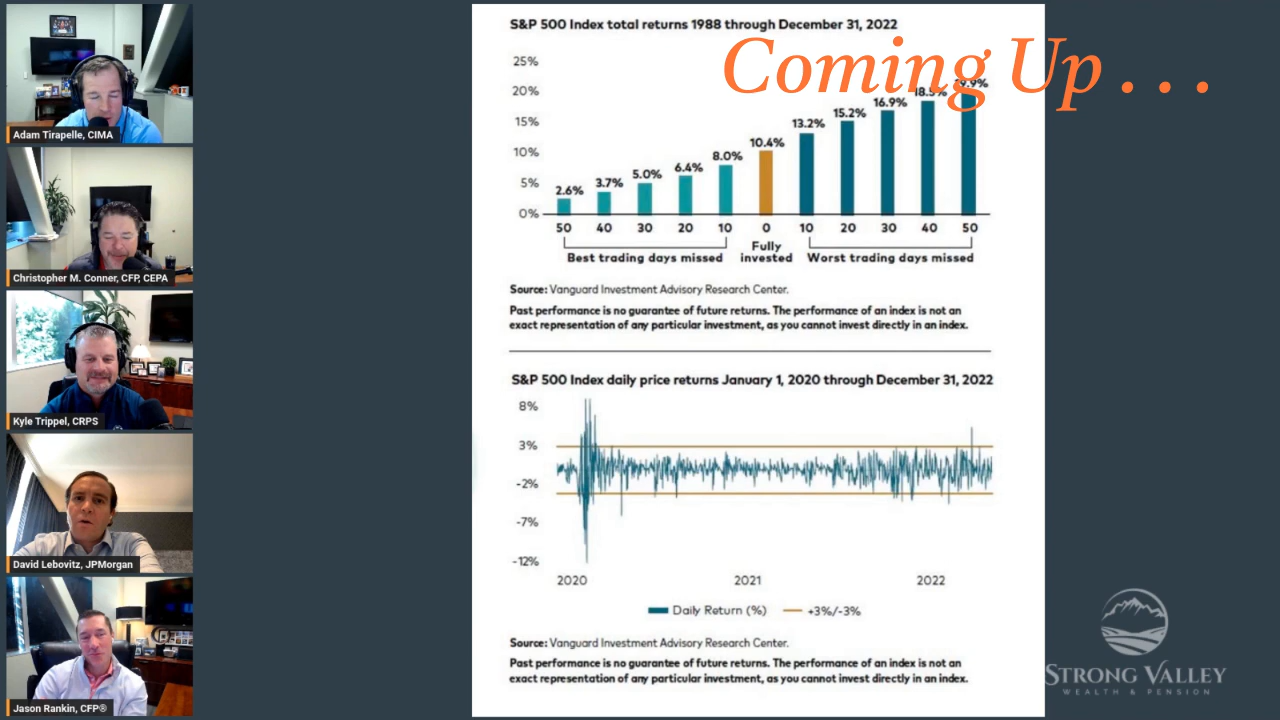 Adam Tirapelle, CIMA
Christopher M. Conner, CFP, CEPA
Kyle Trippel, CRPS
David Lebovitz, JPMorgan
Jason Rankin, CFP®
Coming Up . . .
S&P 500 Index total returns 1988 through December 31, 2022
25%
20%
15%
10%
5%
0%
2.6%
3.7%
5.0%
6.4%
8.0%
10.4%
13.2%
15.2%
16.9%
50 40 30 20 10 0 10 20 30 40 50
Best trading days missed
Fully
invested
Worst trading days missed
Source: Vanguard Investment Advisory Research Center.
Past performance is no guarantee of future returns. The performance of an index is not an
exact representation of any particular investment, as you cannot invest directly in an index.
S&P 500 Index daily price returns January 1, 2020 through December 31, 2022
8%
3%
-2%
-7%
-12%
2020 2021 2022
Daily Return (%) +3%/-3%
Source: Vanguard Investment Advisory Research Center.
Past performance is no guarantee of future returns. The performance of an index is not an
exact representation of any particular investment, as you cannot invest directly in an index.
STRONG VALLEY
WEALTH & PENSION